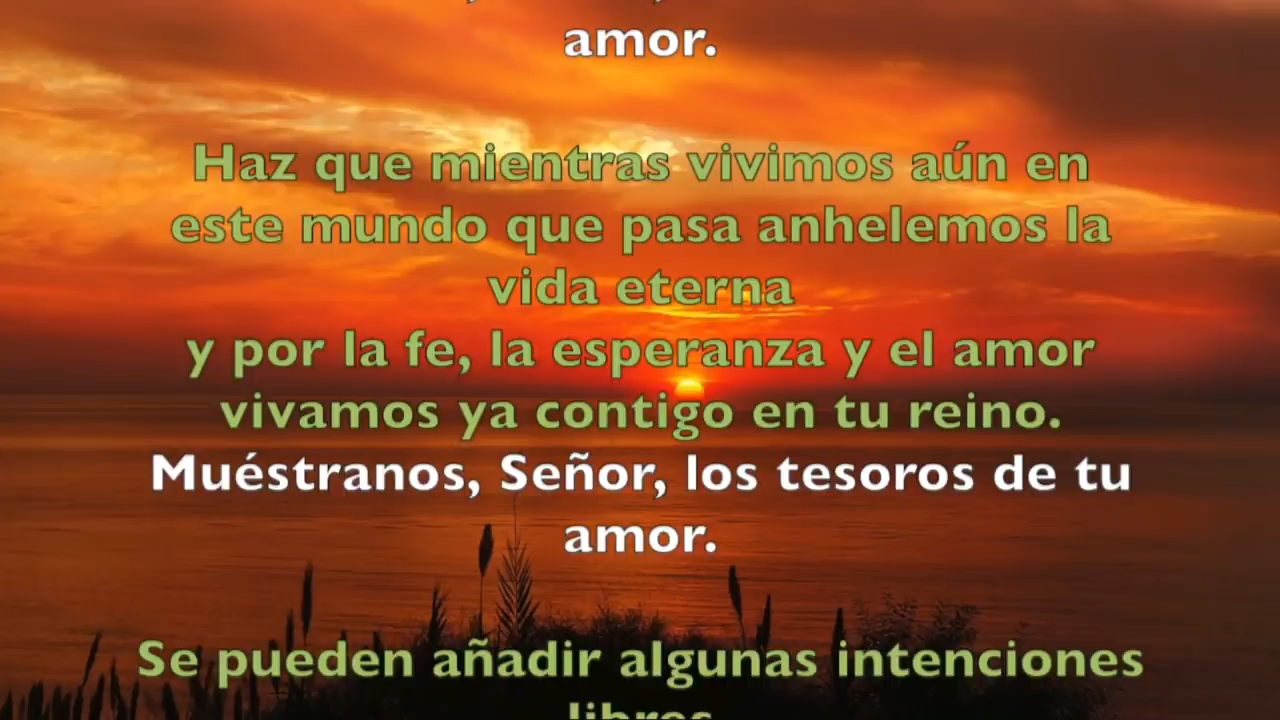 amor.
Haz que mientras vivimos aún en
este mundo que pasa anhelemos la
vida eterna
y por la fe, la esperanza y el amor
vivamos ya contigo en tu reino.
Muéstranos, Señor, los tesoros de tu
amor.
Se pueden añadir algunas intenciones
libres